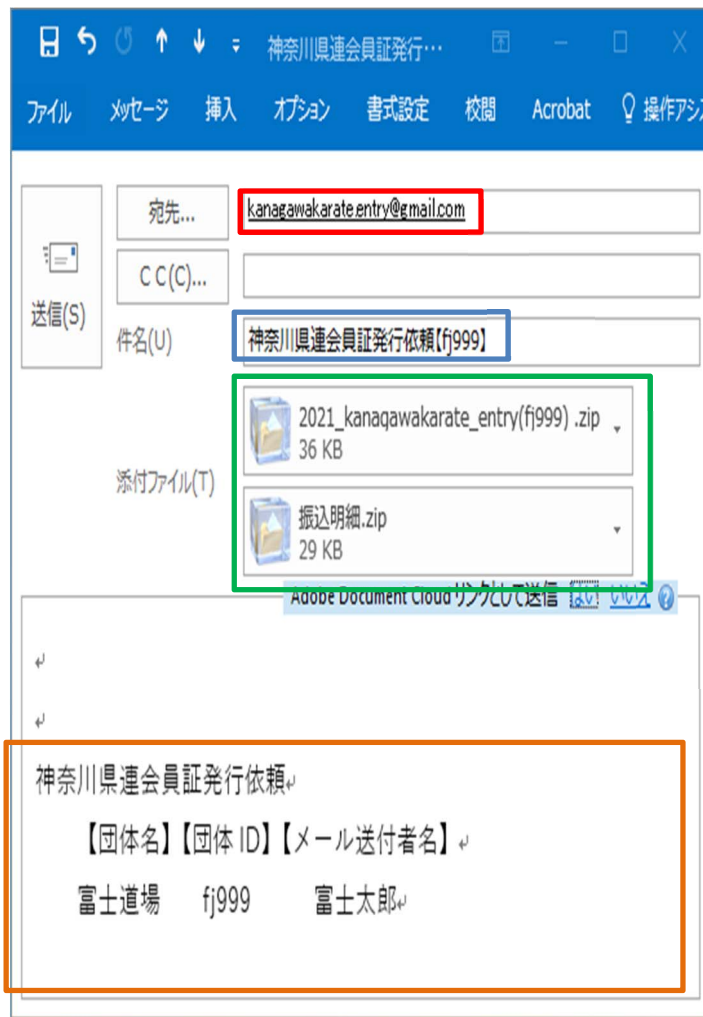 神奈川県連会員証発行…
ファイル メッセージ 挿入 オプション 書式設定 校閲 Acrobat 操作アシ
宛先... kanagawakarate.entry@gmail.com
C C(C)...
送信(S)
件名(U) 神奈川県連会員証発行依頼【fj999】
添付ファイル(T)
2021_kanaqawakarate_entry(fj999) .zip
36 KB
振込明細.zip
29 KB
Adobe Document Cloud リンクとして送信 はい いいえ
神奈川県連会員証発行依頼
【団体名】【団体 ID】【メール送付者名】
富士道場 fj999 富士太郎